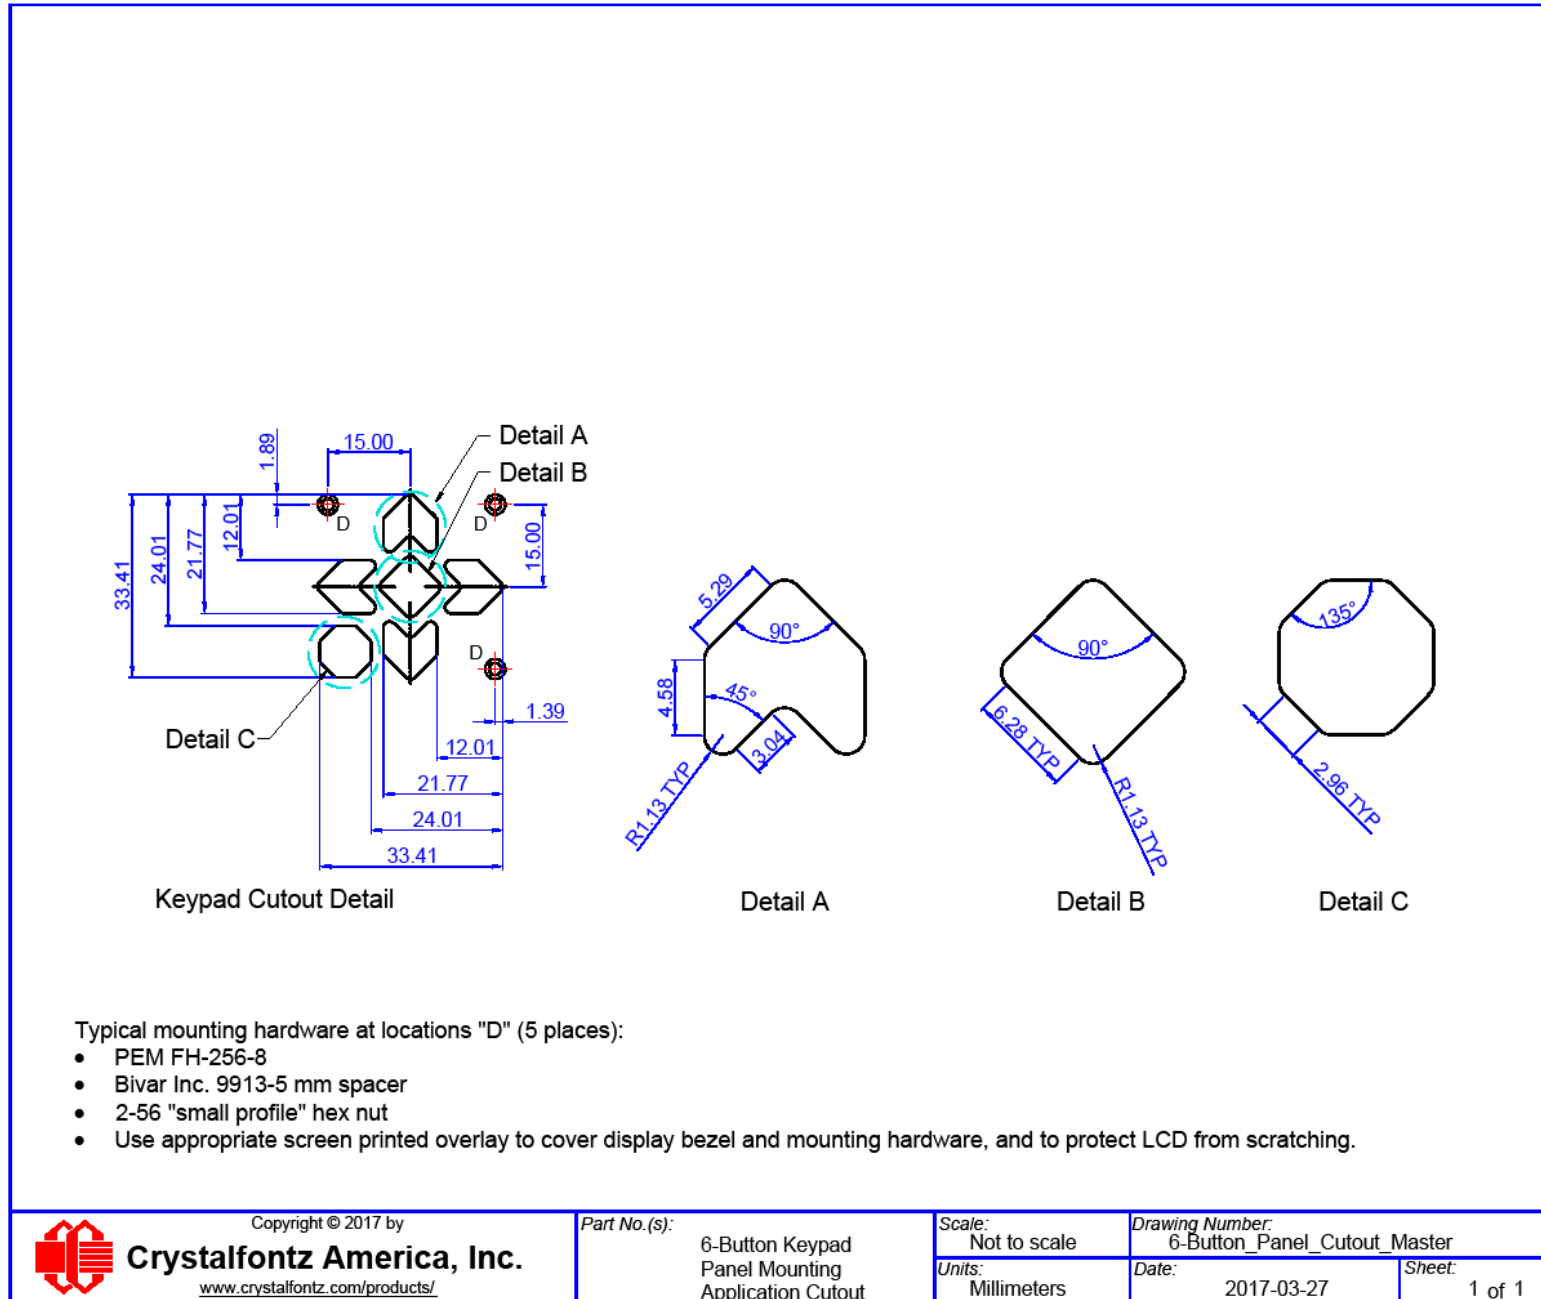 Detail A
Detail B
1.89
15.00
D
D
12.01
21.77
24.01
33.41
15.00
D
Detail C
1.39
12.01
21.77
24.01
33.41
Keypad Cutout Detail
5.29
90°
4.58
45°
3.04
R1.13 TYP
Detail A
90°
6.28 TYP
R1.13 TYP
Detail B
135°
2.96 TYP
Detail C
Typical mounting hardware at locations "D" (5 places):
• PEM FH-256-8
• Bivar Inc. 9913-5 mm spacer
• 2-56 "small profile" hex nut
• Use appropriate screen printed overlay to cover display bezel and mounting hardware, and to protect LCD from scratching.
Copyright © 2017 by
Crystalfontz America, Inc.
www.crystalfontz.com/products/
Part No.(s):
6-Button Keypad
Panel Mounting
Application Cutout
Scale:
Not to scale
Drawing Number:
6-Button_Panel_Cutout_Master
Units:
Millimeters
Date:
2017-03-27
Sheet:
1 of 1